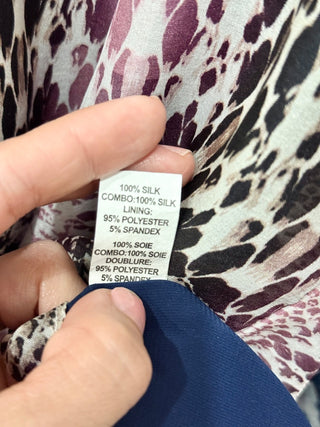 100% SILK
COMBO:100% SILK
LINING:
95% POLYESTER
5% SPANDEX
100% SOIE
COMBO:100% SOIE
DOUBLURE:
95% POLYESTER
5% SPANDEX